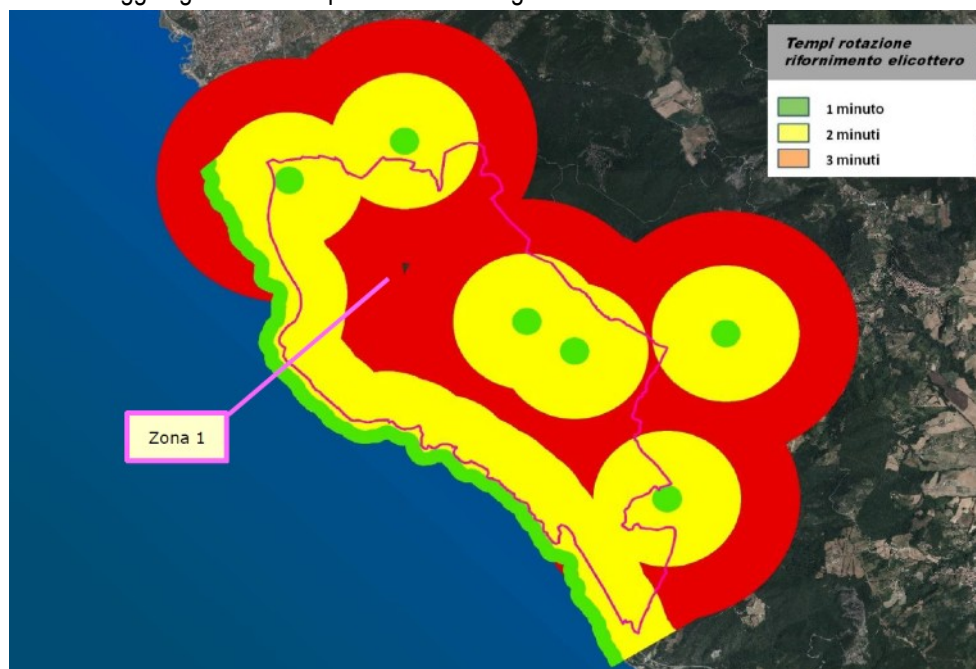 Tempi rotazione
rifornimento elicottero
1 minuto
2 minuti
3 minuti
Zona 1